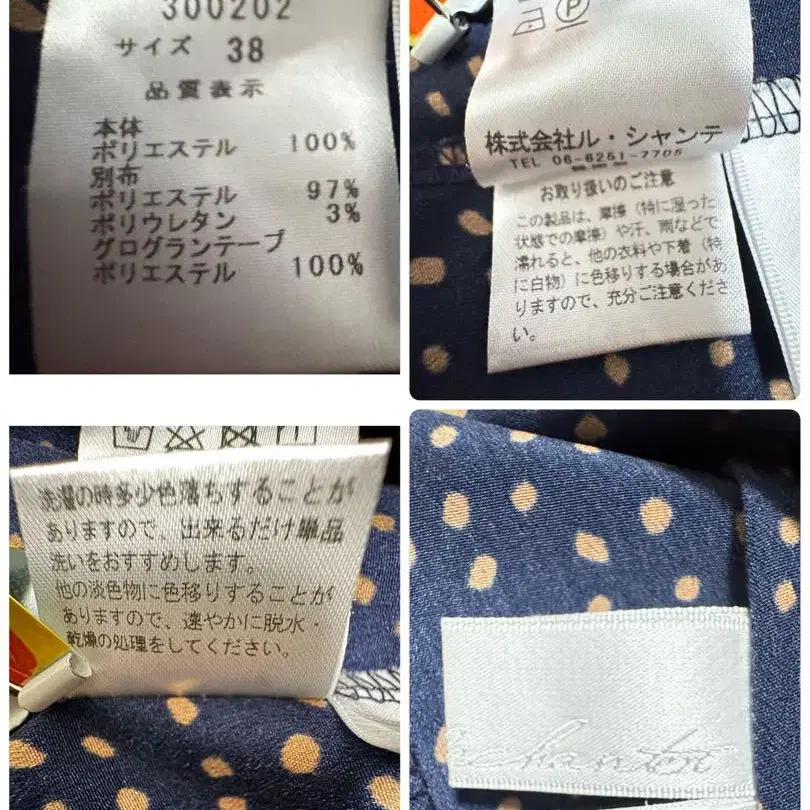 300202
サイズ 38
品質表示
本体
ポリエステル 100%
別布
ポリエステル 97%
ポリウレタン 3%
グログランテープ
ポリエステル 100%
株式会社ル・シャンテ
TEL 06-6251-7705
お取り扱いのご注意
この製品は、摩擦（特に湿った
状態での摩擦）や汗、雨などで
濡れると、他の衣料や下着（特
に白物）に色移りする場合があ
りますので、充分ご注意くださ
い。
洗濯の時多少色落ちすることが
ありますので、出来るだけ単品
洗いをおすすめします。
他の淡色物に色移りすることが
ありますので、速やかに脱水・
乾燥の処理をしてください。